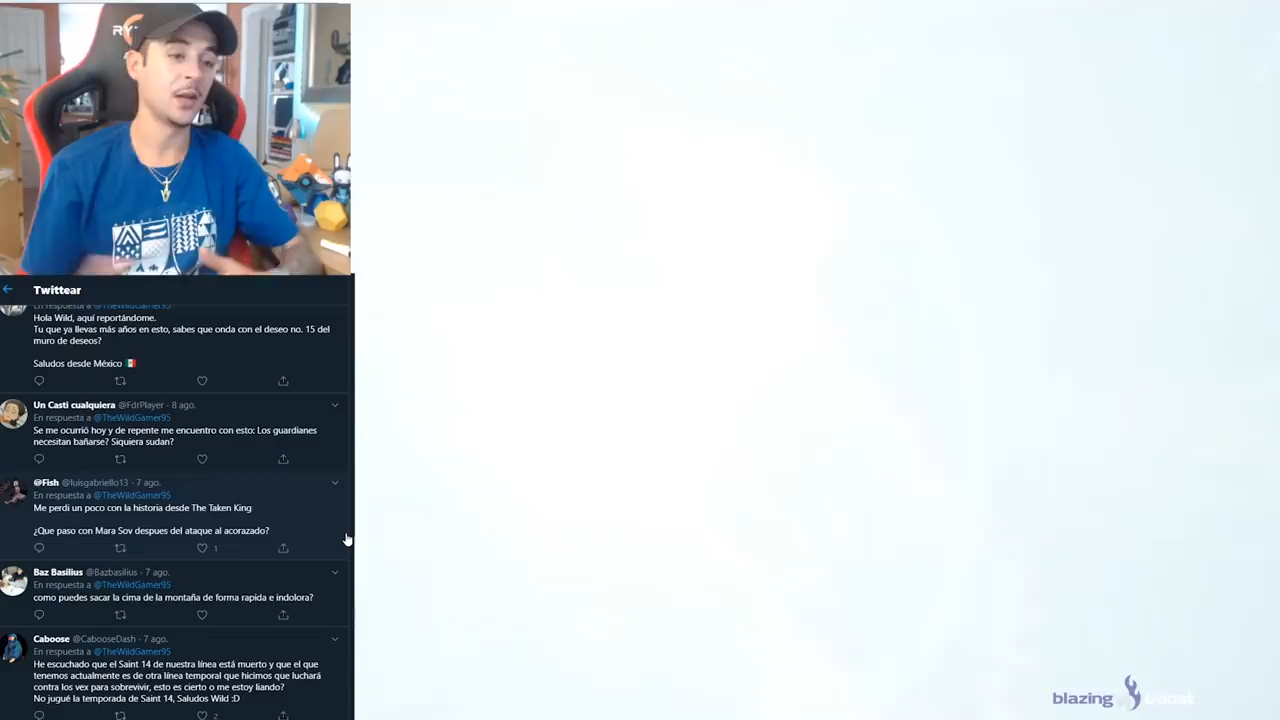 RY
Twittear
En respuesta a @TheWildGamer95
Hola Wild, aquí reportándome.
Tu que ya llevas más años en esto, sabes que onda con el deseo no. 15 del
muro de deseos?
Saludos desde México 🇲🇽
Un Casti cualquiera @FdrPlayer · 8 ago.
En respuesta a @TheWildGamer95
Se me ocurrió hoy y de repente me encuentro con esto: Los guardianes
necesitan bañarse? Siquiera sudan?
@Fish @luisgabriello13 · 7 ago.
En respuesta a @TheWildGamer95
Me perdi un poco con la historia desde The Taken King
¿Que paso con Mara Sov despues del ataque al acorazado?
1
Baz Basilius @Bazbasilius · 7 ago.
En respuesta a @TheWildGamer95
como puedes sacar la cima de la montaña de forma rapida e indolora?
Caboose @CabooseDash · 7 ago.
En respuesta a @TheWildGamer95
He escuchado que el Saint 14 de nuestra línea está muerto y que el que
tenemos actualmente es de otra línea temporal que hicimos que luchará
contra los vex para sobrevivir, esto es cierto o me estoy liando?
No jugué la temporada de Saint 14, Saludos Wild :D
2
blazing boost